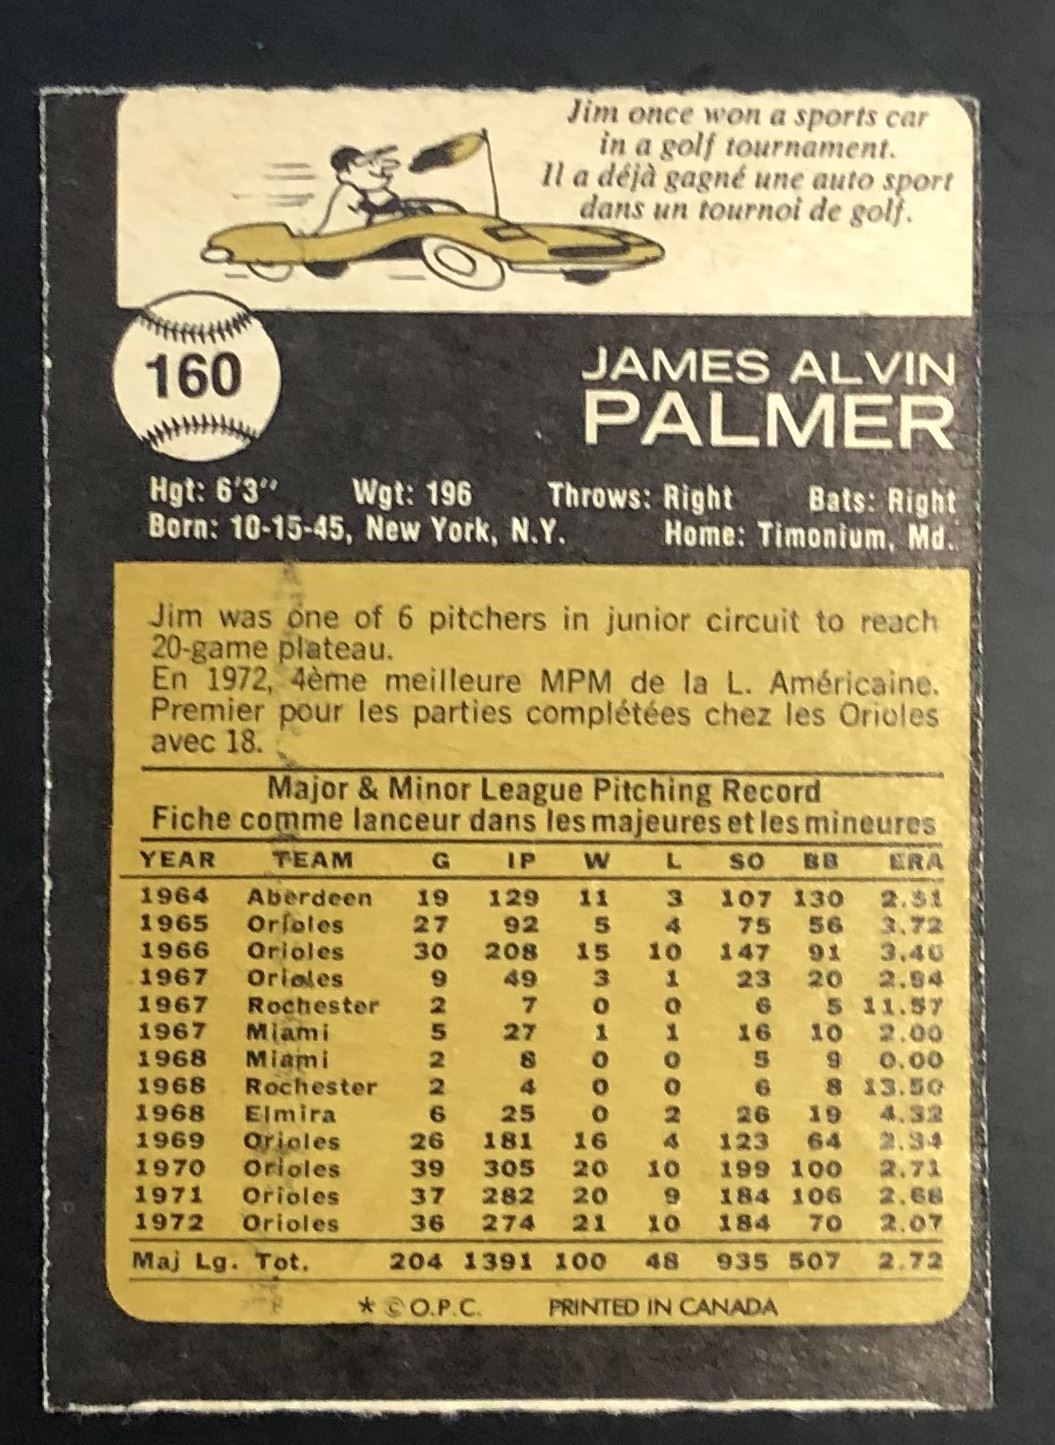 Jim once won a sports car
in a golf tournament.
Il a déjà gagné une auto sport
dans un tournoi de golf.
160
JAMES ALVIN
PALMER
Hgt: 6'3" Wgt: 196 Throws: Right Bats: Right
Born: 10-15-45, New York, N.Y. Home: Timonium, Md.
Jim was one of 6 pitchers in junior circuit to reach
20-game plateau.
En 1972, 4ème meilleure MPM de la L. Américaine.
Premier pour les parties complétées chez les Orioles
avec 18.
Major & Minor League Pitching Record
Fiche comme lanceur dans les majeures et les mineures
YEAR TEAM G IP W L SO BB ERA
1964 Aberdeen 19 129 11 3 107 130 2.51
1965 Orioles 27 92 5 4 75 56 3.72
1966 Orioles 30 208 15 10 147 91 3.46
1967 Orioles 9 49 3 1 23 20 2.94
1967 Rochester 2 7 0 0 6 5 11.57
1967 Miami 5 27 1 1 16 10 2.00
1968 Miami 2 8 0 0 5 9 0.00
1968 Rochester 2 4 0 0 6 8 13.50
1968 Elmira 6 25 0 2 26 19 4.32
1969 Orioles 26 181 16 4 123 64 2.34
1970 Orioles 39 305 20 10 199 100 2.71
1971 Orioles 37 282 20 9 184 106 2.68
1972 Orioles 36 274 21 10 184 70 2.07
Maj Lg. Tot. 204 1391 100 48 935 507 2.72
* © O.P.C. PRINTED IN CANADA